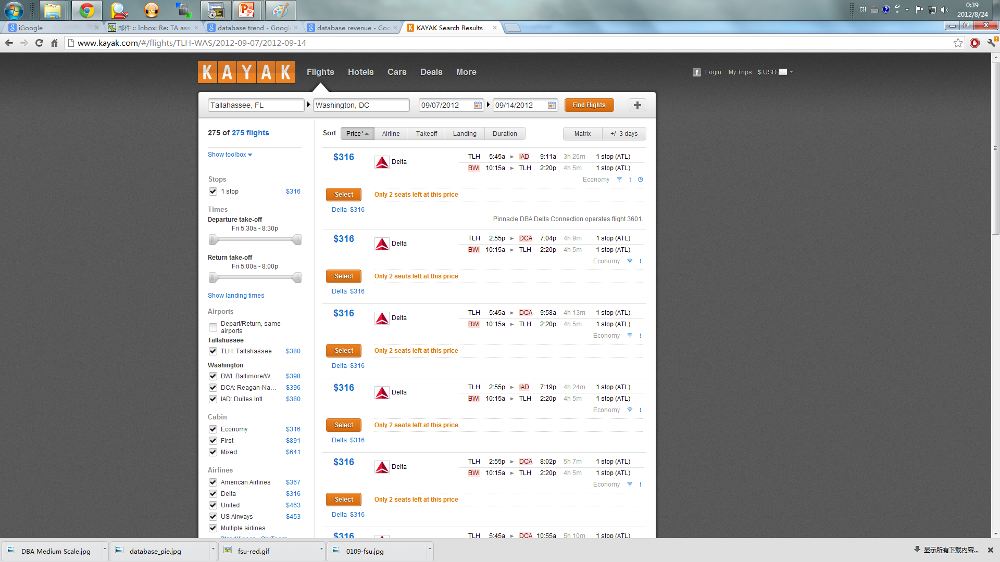 CH
0:39
2012/8/24
iGoogle
邮件 :: Inbox: Re: TA assi
database trend - Google
database revenue - Goo
KAYAK Search Results
www.kayak.com/#/flights/TLH-WAS/2012-09-07/2012-09-14
KAYAK
Flights Hotels Cars Deals More
Login My Trips $ USD
Tallahassee, FL Washington, DC 09/07/2012 09/14/2012 Find Flights +
275 of 275 flights
Show toolbox
Stops
1 stop $316
Times
Departure take-off
Fri 5:30a - 8:30p
Return take-off
Fri 5:00a - 8:00p
Show landing times
Airports
Depart/Return, same
airports
Tallahassee
TLH: Tallahassee $380
Washington
BWI: Baltimore/W... $398
DCA: Reagan-Na... $396
IAD: Dulles Intl $380
Cabin
Economy $316
First $891
Mixed $641
Airlines
American Airlines $367
Delta $316
United $463
US Airways $453
Multiple airlines
Star Alliance - SkyTeam
Sort Price* Airline Takeoff Landing Duration Matrix +/- 3 days
$316 Delta TLH 5:45a IAD 9:11a 3h 26m 1 stop (ATL)
BWI 10:15a TLH 2:20p 4h 5m 1 stop (ATL)
Economy
Select Only 2 seats left at this price
Delta $316
Pinnacle DBA Delta Connection operates flight 3601.
$316 Delta TLH 2:55p DCA 7:04p 4h 9m 1 stop (ATL)
BWI 10:15a TLH 2:20p 4h 5m 1 stop (ATL)
Economy
Select Only 2 seats left at this price
Delta $316
$316 Delta TLH 5:45a DCA 9:58a 4h 13m 1 stop (ATL)
BWI 10:15a TLH 2:20p 4h 5m 1 stop (ATL)
Economy
Select Only 2 seats left at this price
Delta $316
$316 Delta TLH 2:55p IAD 7:19p 4h 24m 1 stop (ATL)
BWI 10:15a TLH 2:20p 4h 5m 1 stop (ATL)
Economy
Select Only 2 seats left at this price
Delta $316
$316 Delta TLH 2:55p DCA 8:02p 5h 7m 1 stop (ATL)
BWI 10:15a TLH 2:20p 4h 5m 1 stop (ATL)
Economy
Select Only 2 seats left at this price
Delta $316
$316 TLH 5:45a DCA 10:55a 5h 10m 1 stop (ATL)
DBA Medium Scale.jpg
database_pie.jpg
fsu-red.gif
0109-fsu.jpg
显示所有下载内容...